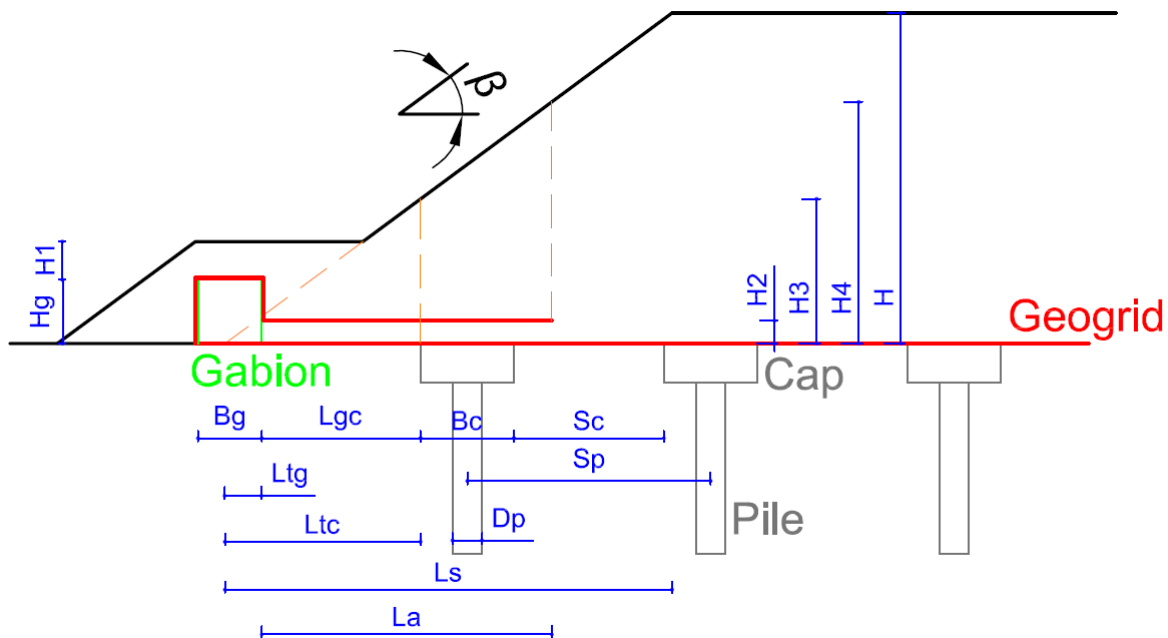 β
H1
Hg
H2
H3
H4
H
Geogrid
Gabion
Cap
Bg
Lgc
Bc
Sc
Sp
Ltg
Ltc
Dp
Pile
Ls
La